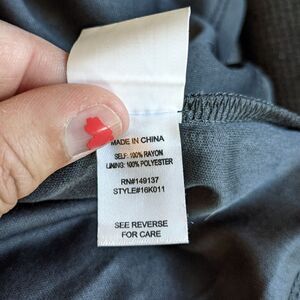 MADE IN CHINA
SELF: 100% RAYON
LINING: 100% POLYESTER
RN#149137
STYLE#16K011
SEE REVERSE
FOR CARE